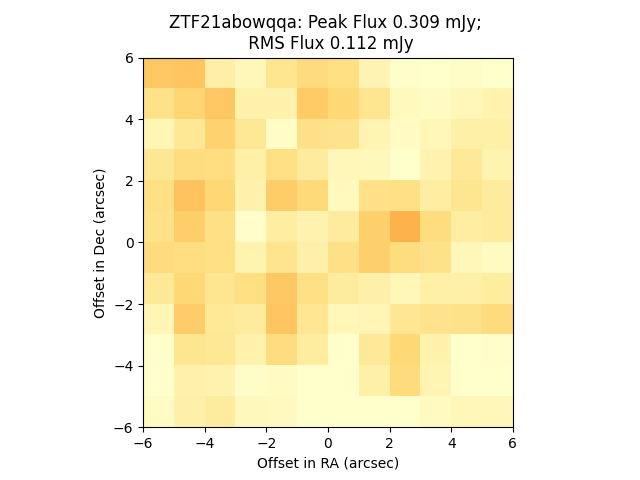 ZTF21abowqqa: Peak Flux 0.309 mJy;
RMS Flux 0.112 mJy
6
4
2
0
−2
−4
−6
Offset in Dec (arcsec)
−6 −4 −2 0 2 4 6
Offset in RA (arcsec)